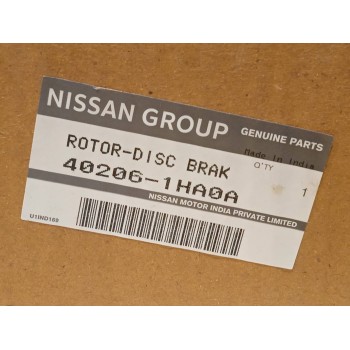 NISSAN GROUP GENUINE PARTS
Made in India
ROTOR-DISC BRAK Q'TY
40206-1HA0A 1
NISSAN MOTOR INDIA PRIVATE LIMITED
U1IND169